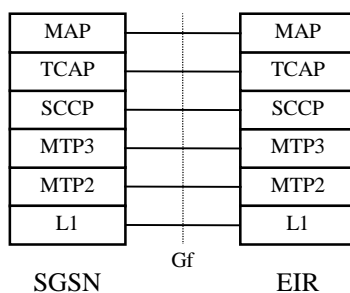 MAP MAP
TCAP TCAP
SCCP SCCP
MTP3 MTP3
MTP2 MTP2
L1 L1
Gf
SGSN EIR